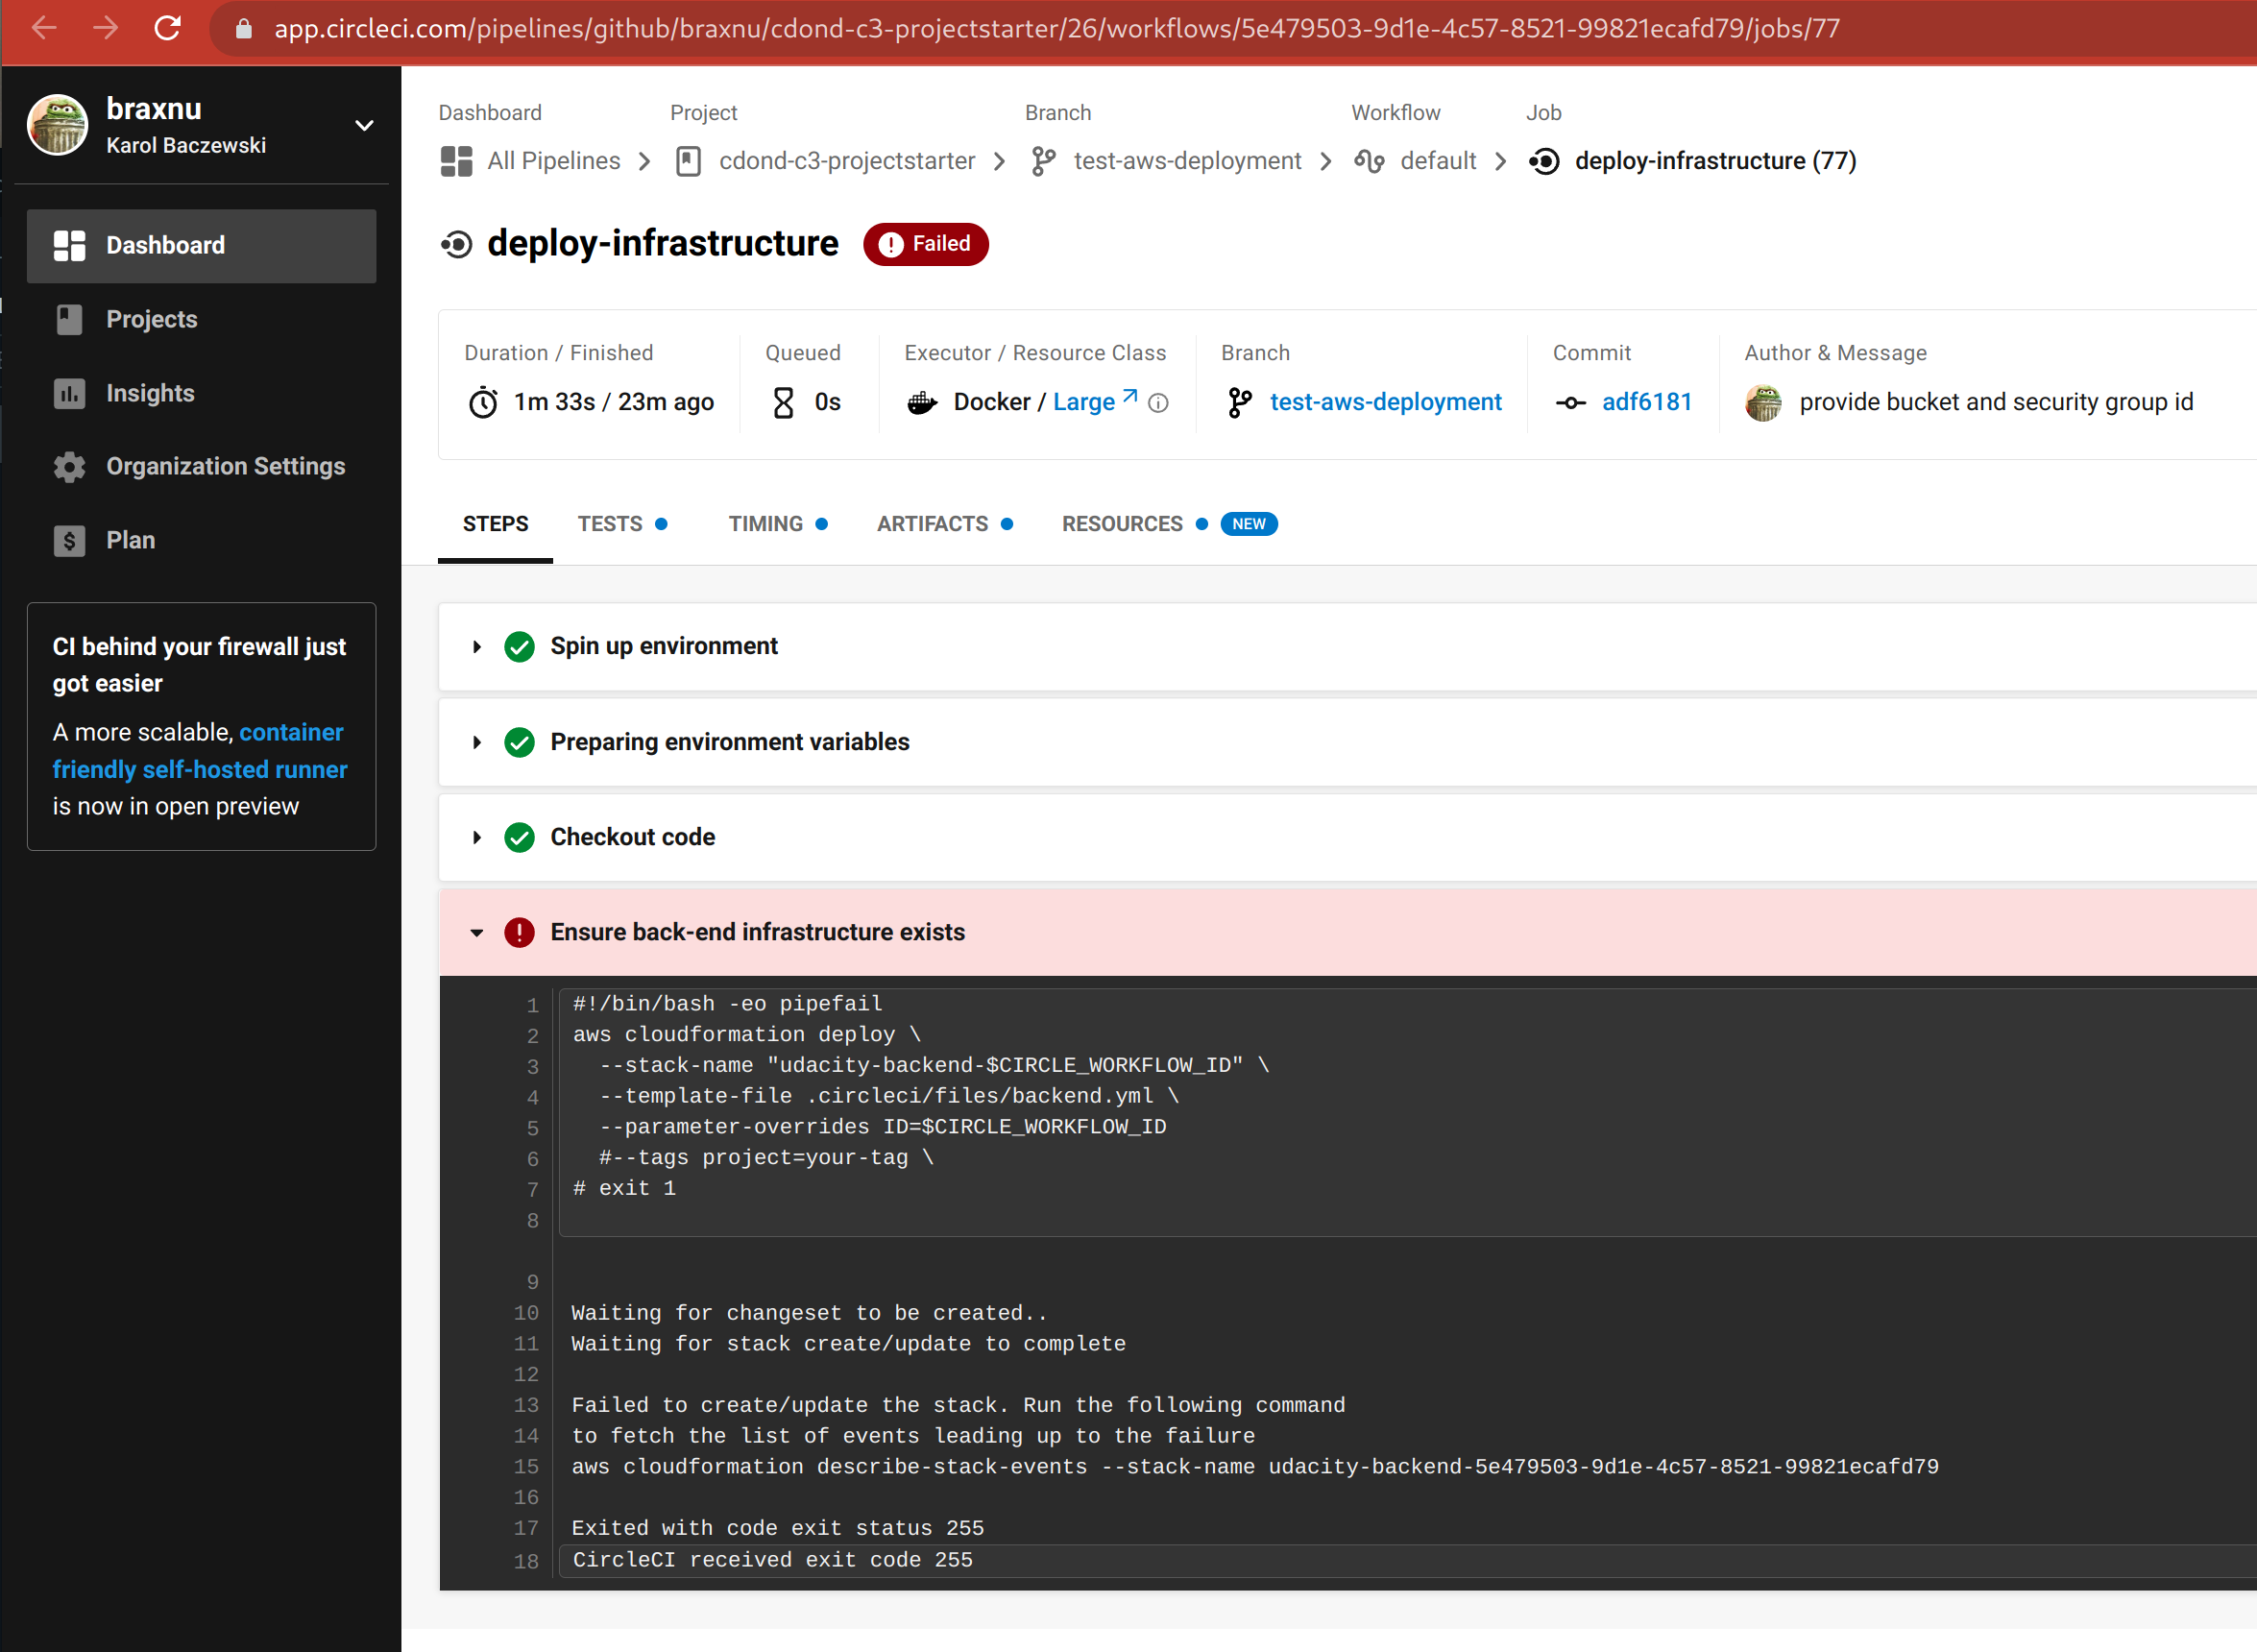 app.circleci.com/pipelines/github/braxnu/cdond-c3-projectstarter/26/workflows/5e479503-9d1e-4c57-8521-99821ecafd79/jobs/77
braxnu
Karol Baczewski
Dashboard
Projects
Insights
Organization Settings
Plan
CI behind your firewall just
got easier
A more scalable, container
friendly self-hosted runner
is now in open preview
Dashboard Project Branch Workflow Job
All Pipelines cdond-c3-projectstarter test-aws-deployment default deploy-infrastructure (77)
deploy-infrastructure Failed
Duration / Finished Queued Executor / Resource Class Branch Commit Author & Message
1m 33s / 23m ago 0s Docker / Large test-aws-deployment adf6181 provide bucket and security group id
STEPS TESTS TIMING ARTIFACTS RESOURCES NEW
Spin up environment
Preparing environment variables
Checkout code
Ensure back-end infrastructure exists
1 #!/bin/bash -eo pipefail
2 aws cloudformation deploy \
3 --stack-name "udacity-backend-$CIRCLE_WORKFLOW_ID" \
4 --template-file .circleci/files/backend.yml \
5 --parameter-overrides ID=$CIRCLE_WORKFLOW_ID
6 #--tags project=your-tag \
7 # exit 1
8
9
10 Waiting for changeset to be created..
11 Waiting for stack create/update to complete
12
13 Failed to create/update the stack. Run the following command
14 to fetch the list of events leading up to the failure
15 aws cloudformation describe-stack-events --stack-name udacity-backend-5e479503-9d1e-4c57-8521-99821ecafd79
16
17 Exited with code exit status 255
18 CircleCI received exit code 255